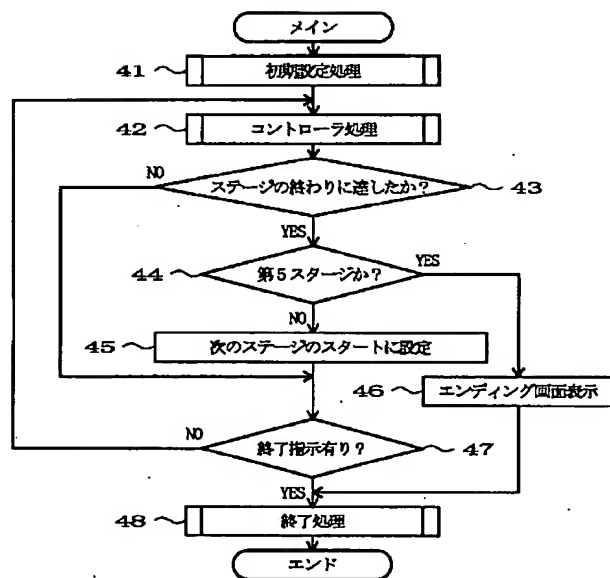 メイン
41 初期設定処理
42 コントローラ処理
NO ステージの終わりに達したか? 43
YES
44 第5スタージか? YES
NO
45 次のステージのスタートに設定
46 エンディング画面表示
NO 終了指示有り? 47
YES
48 終了処理
エンド